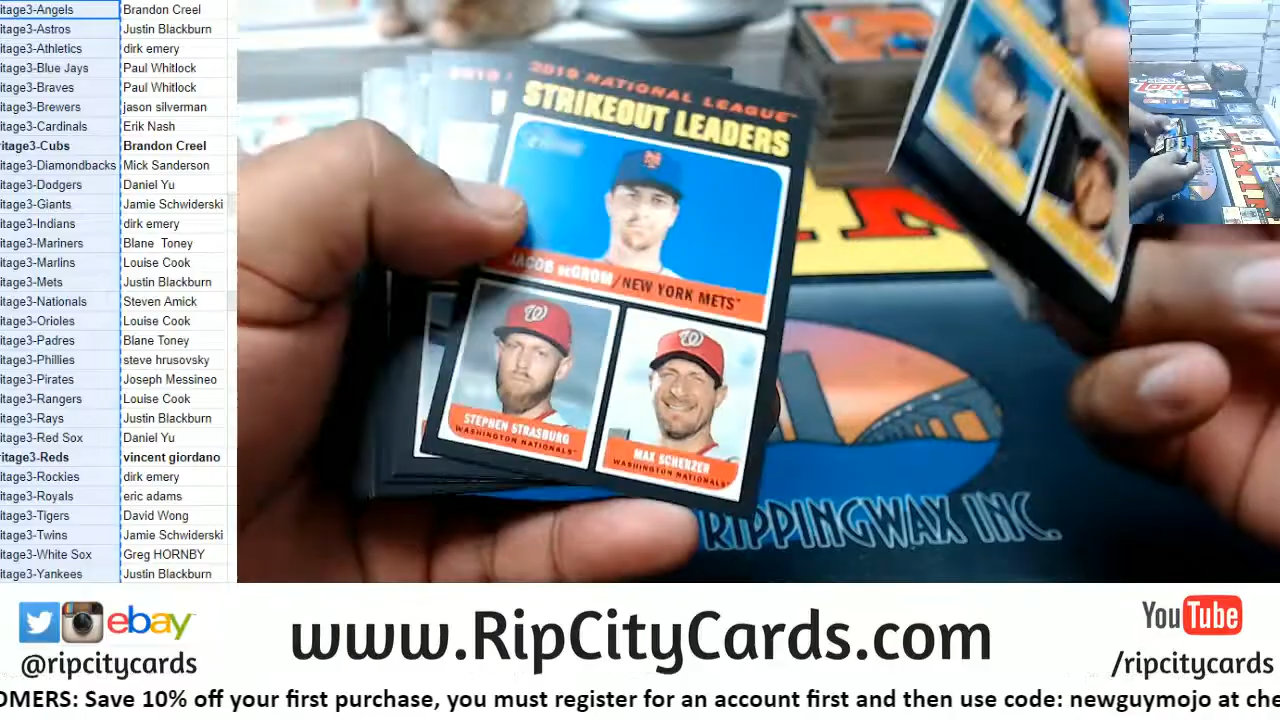 itage3-Angels Brandon Creel
itage3-Astros Justin Blackburn
itage3-Athletics dirk emery
itage3-Blue Jays Paul Whitlock
itage3-Braves Paul Whitlock
itage3-Brewers jason silverman
itage3-Cardinals Erik Nash
itage3-Cubs Brandon Creel
itage3-Diamondbacks Mick Sanderson
itage3-Dodgers Daniel Yu
itage3-Giants Jamie Schwiderski
itage3-Indians dirk emery
itage3-Mariners Blane Toney
itage3-Marlins Louise Cook
itage3-Mets Justin Blackburn
itage3-Nationals Steven Amick
itage3-Orioles Louise Cook
itage3-Padres Blane Toney
itage3-Phillies steve hrusovsky
itage3-Pirates Joseph Messineo
itage3-Rangers Louise Cook
itage3-Rays Justin Blackburn
itage3-Red Sox Daniel Yu
ritage3-Reds vincent giordano
itage3-Rockies dirk emery
itage3-Royals eric adams
itage3-Tigers David Wong
itage3-Twins Jamie Schwiderski
itage3-White Sox Greg HORNBY
itage3-Yankees Justin Blackburn
2019 NATIONAL LEAGUE™
STRIKEOUT LEADERS
JACOB DEGROM/NEW YORK METS™
STEPHEN STRASBURG
WASHINGTON NATIONALS™
MAX SCHERZER
WASHINGTON NATIONALS™
RIPPINGWAX INC.
ebay
@ripcitycards
www.RipCityCards.com
YouTube
/ripcitycards
OMERS: Save 10% off your first purchase, you must register for an account first and then use code: newguymojo at che